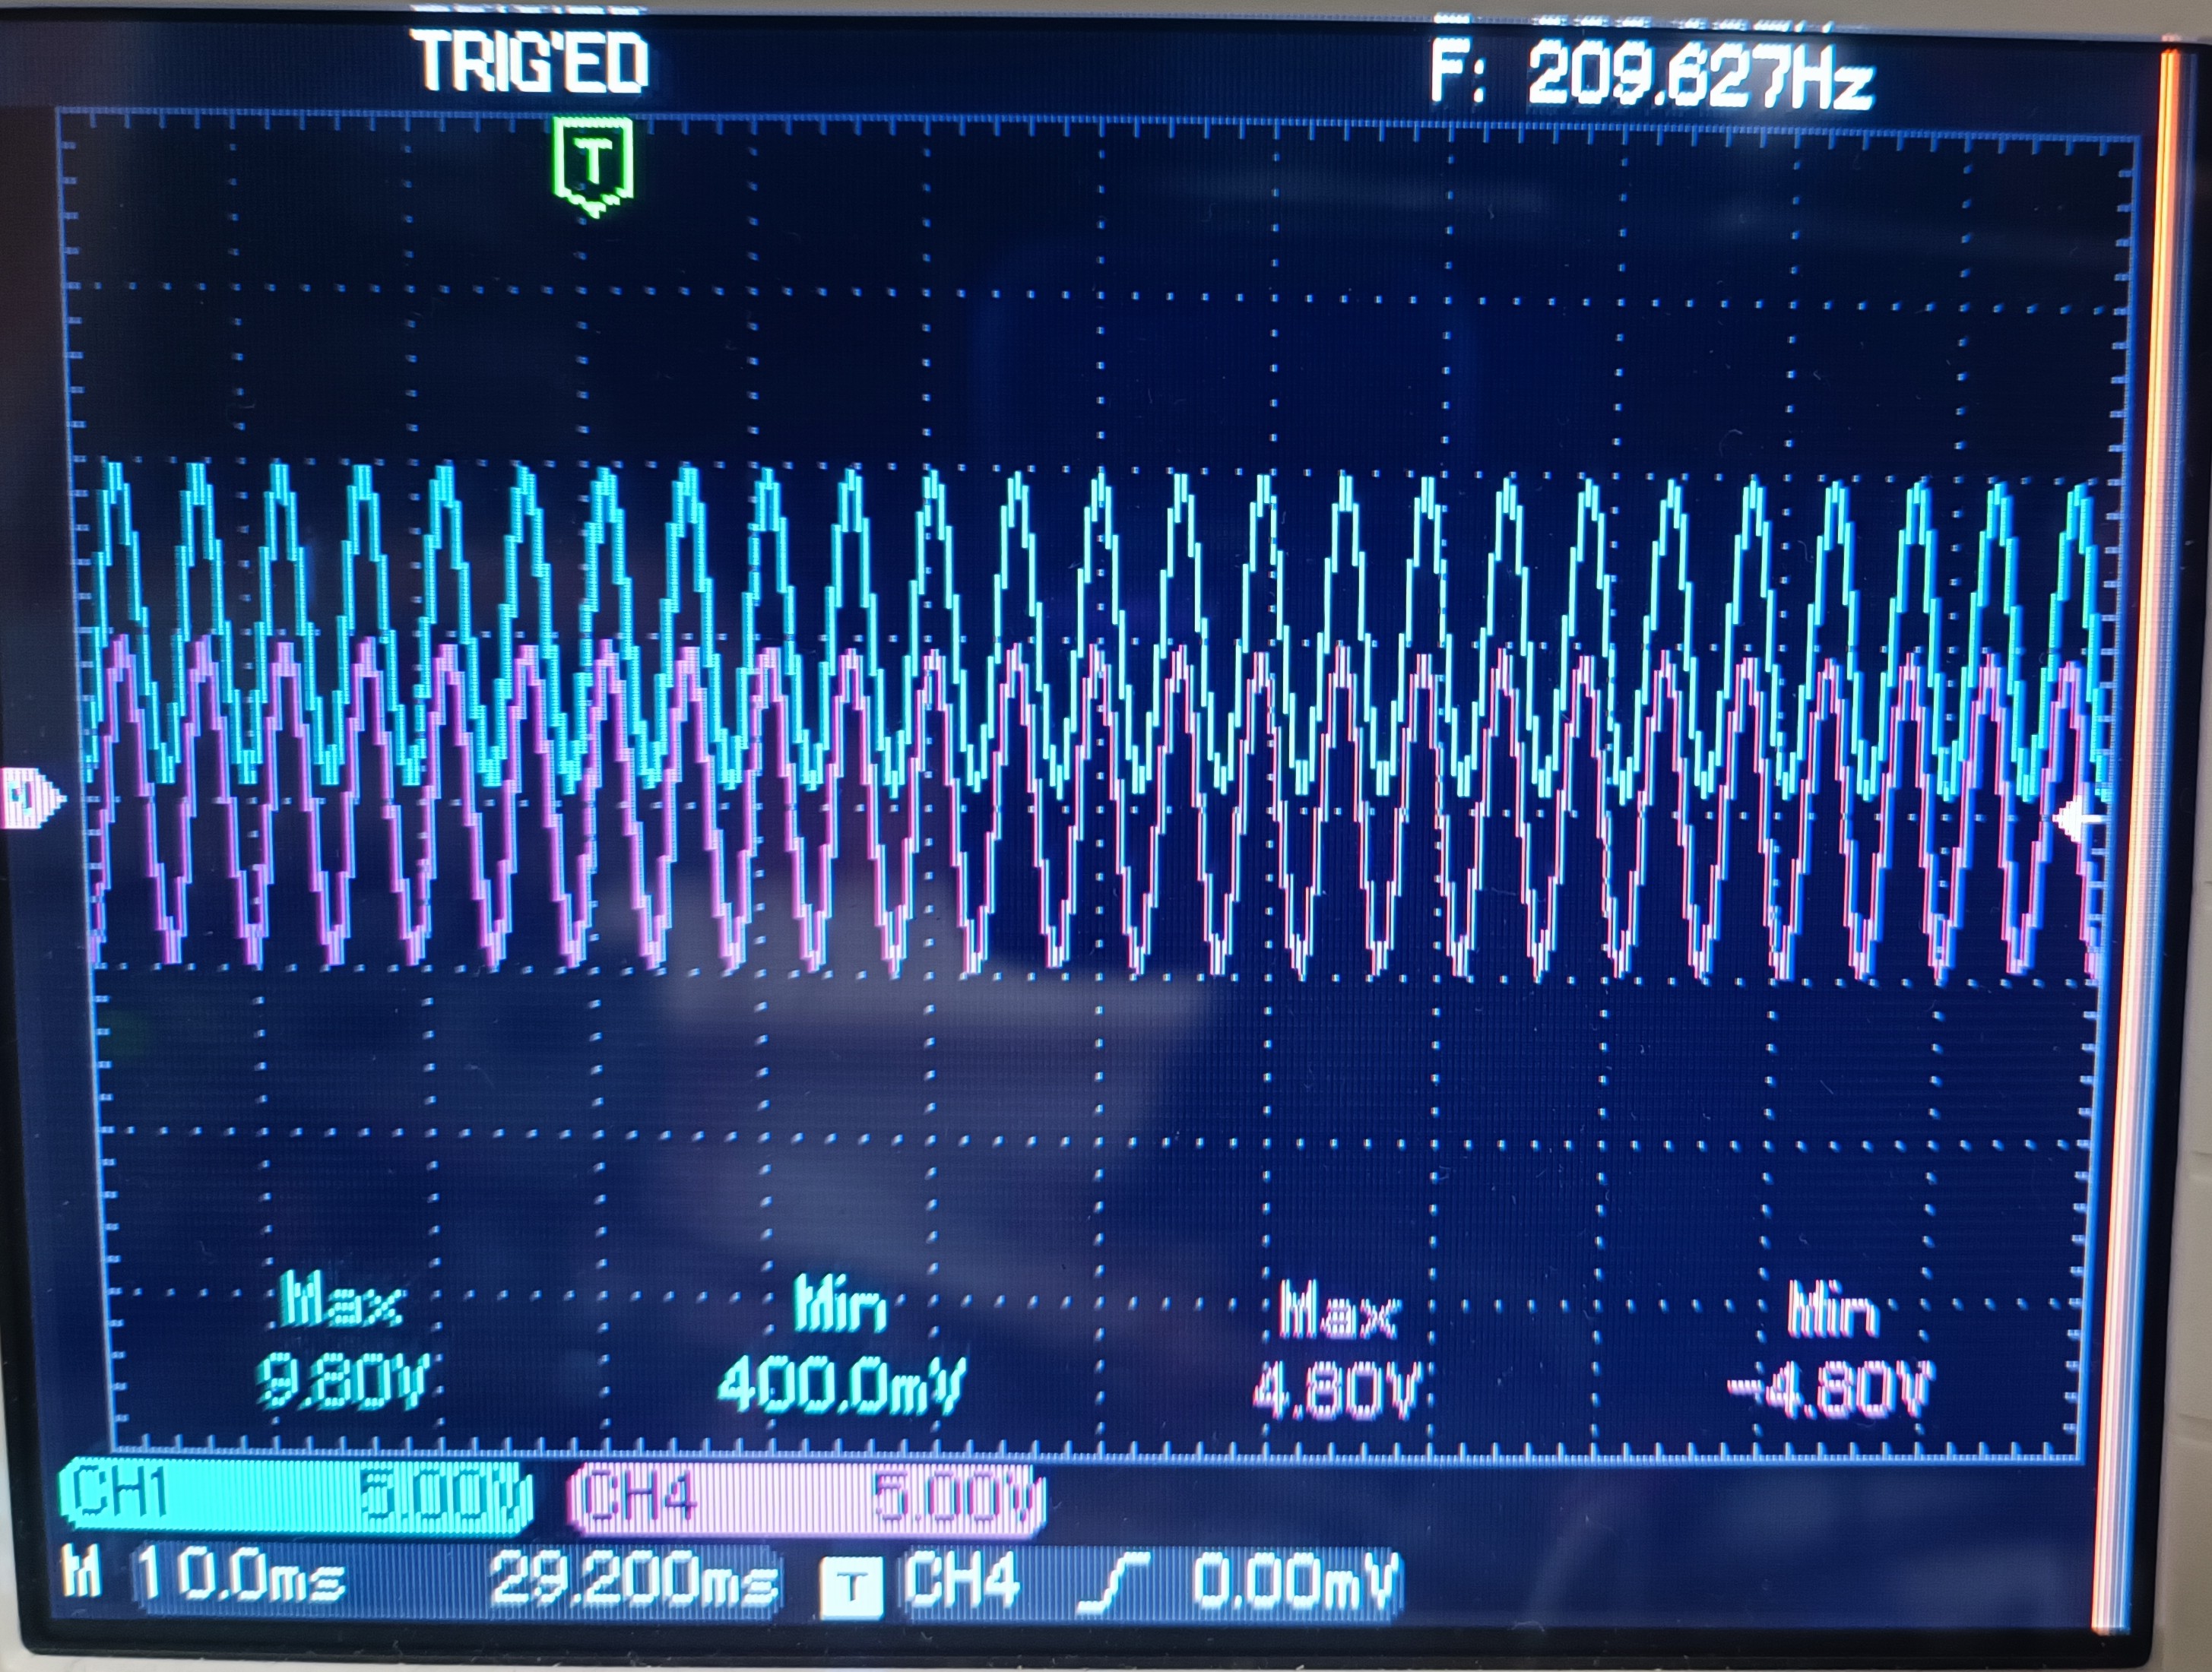 TRIG'ED F: 209.627Hz
T
Max Min Max Min
9.80V 400.0mV 4.80V -4.80V
CH1 5.00V CH4 5.00V
M 10.0ms 29.200ms T CH4 0.00mV